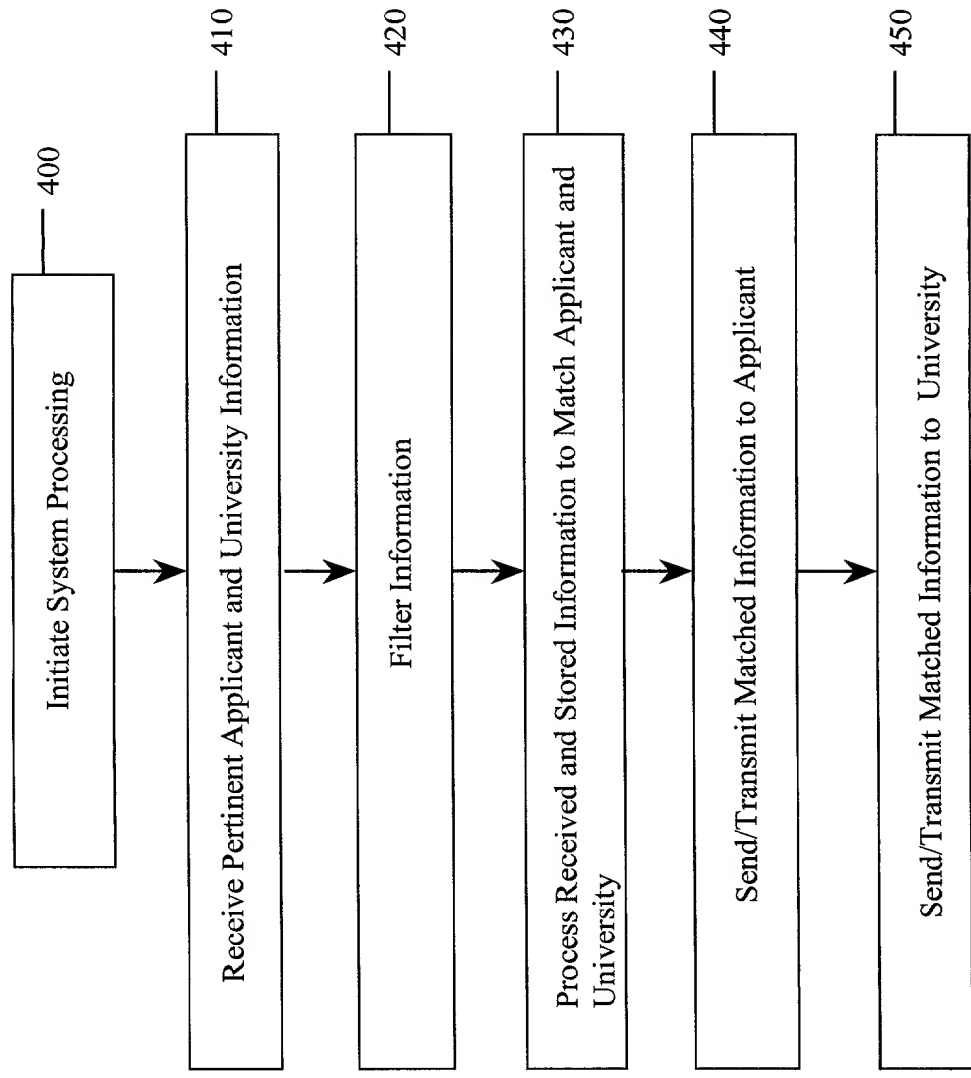 Initiate System Processing
400
Receive Pertinent Applicant and University Information
410
Filter Information
420
Process Received and Stored Information to Match Applicant and
University
430
Send/Transmit Matched Information to Applicant
440
Send/Transmit Matched Information to University
450